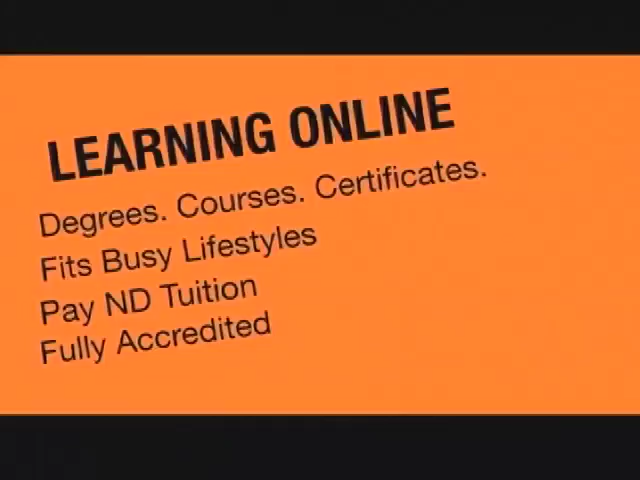 LEARNING ONLINE
Degrees. Courses. Certificates.
Fits Busy Lifestyles
Pay ND Tuition
Fully Accredited